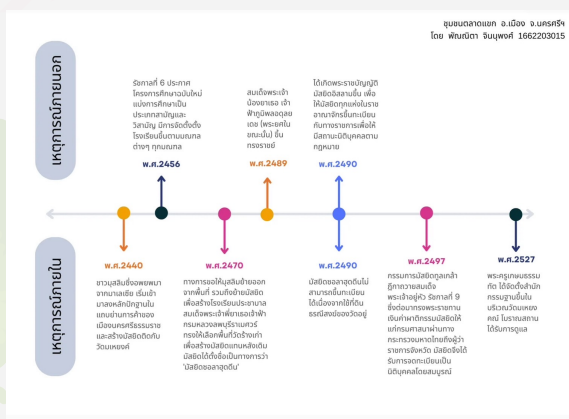 ชุมชนตลาดแขก อ.เมือง จ.นครศรีฯ
โดย พัณณิตา จินนุพงศ์ 1662203015
เหตุการณ์ภายนอก
รัชกาลที่ 6 ประกาศ
โครงการศึกษาฉบับใหม่
แบ่งการศึกษาเป็น
ประเภทสามัญและ
วิสามัญ มีการจัดตั้งตั้ง
โรงเรียนขึ้นตามมณฑล
ต่างๆ ทุกมณฑล
พ.ศ.2456
สมเด็จพระเจ้า
น้องยาเธอ เจ้า
ฟ้าภูมิพลอดุลย
เดช (พระยศใน
ขณะนั้น) ขึ้น
ทรงราชย์
พ.ศ.2489
ได้เกิดพระราชบัญญัติ
มัสยิดอิสลามขึ้น เพื่อ
ให้มัสยิดทุกแห่งในราช
อาณาจักรขึ้นทะเบียน
กับทางราชการเพื่อให้
มีสถานะนิติบุคคลตาม
กฎหมาย
พ.ศ.2490
เหตุการณ์ภายใน
พ.ศ.2440
ชาวมุสลิมซึ่งอพยพมา
จากมาเลเซีย เริ่มเข้า
มาลงหลักปักฐานใน
แถบย่านการค้าของ
เมืองนครศรีธรรมราช
และสร้างมัสยิดติดกับ
วัดมเหยงค์
พ.ศ.2470
ทางการขอให้มุสลิมย้ายออก
จากพื้นที่ รวมถึงย้ายมัสยิด
เพื่อสร้างโรงเรียนประชาบาล
สมเด็จพระเจ้าพี่ยาเธอเจ้าฟ้า
กรมหลวงลพบุรีราเมศวร์
ทรงให้เลือกพื้นที่วัดร้างเก่า
เพื่อสร้างมัสยิดแทนหลังเดิม
มัสยิดได้ตั้งชื่อเป็นทางการว่า
'มัสยิดซอลาฮุดดีน'
พ.ศ.2490
มัสยิดซอลาฮุดดีนไม่
สามารถขึ้นทะเบียน
ได้เนื่องจากใช้ที่ดิน
ธรณีสงฆ์ของวัดอยู่
พ.ศ.2497
กรรมการมัสยิดทูลเกล้า
ฎีกาถวายสมเด็จ
พระเจ้าอยู่หัว รัชกาลที่ 9
ซึ่งต่อมาทรงพระราชทาน
เงินค่าผาติกรรมมัสยิดให้
แก่กรมศาสนาผ่านทาง
กระทรวงมหาดไทยถึงผู้ว่า
ราชการจังหวัด มัสยิดจึงได้
รับการจดทะเบียนเป็น
นิติบุคคลโดยสมบูรณ์
พ.ศ.2527
พระครูเกษมธรรม
ทัต ได้จัดตั้งสำนัก
กรรมฐานขึ้นใน
บริเวณวัดมเหยง
คณ์ โบราณสถาน
ได้รับการดูแล